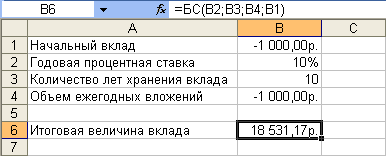 B6 fx =БС(B2;B3;B4;B1)
A B C
1 Начальный вклад -1 000,00р.
2 Годовая процентная ставка 10%
3 Количество лет хранения вклада 10
4 Объем ежегодных вложений -1 000,00р.
5
6 Итоговая величина вклада 18 531,17р.
7